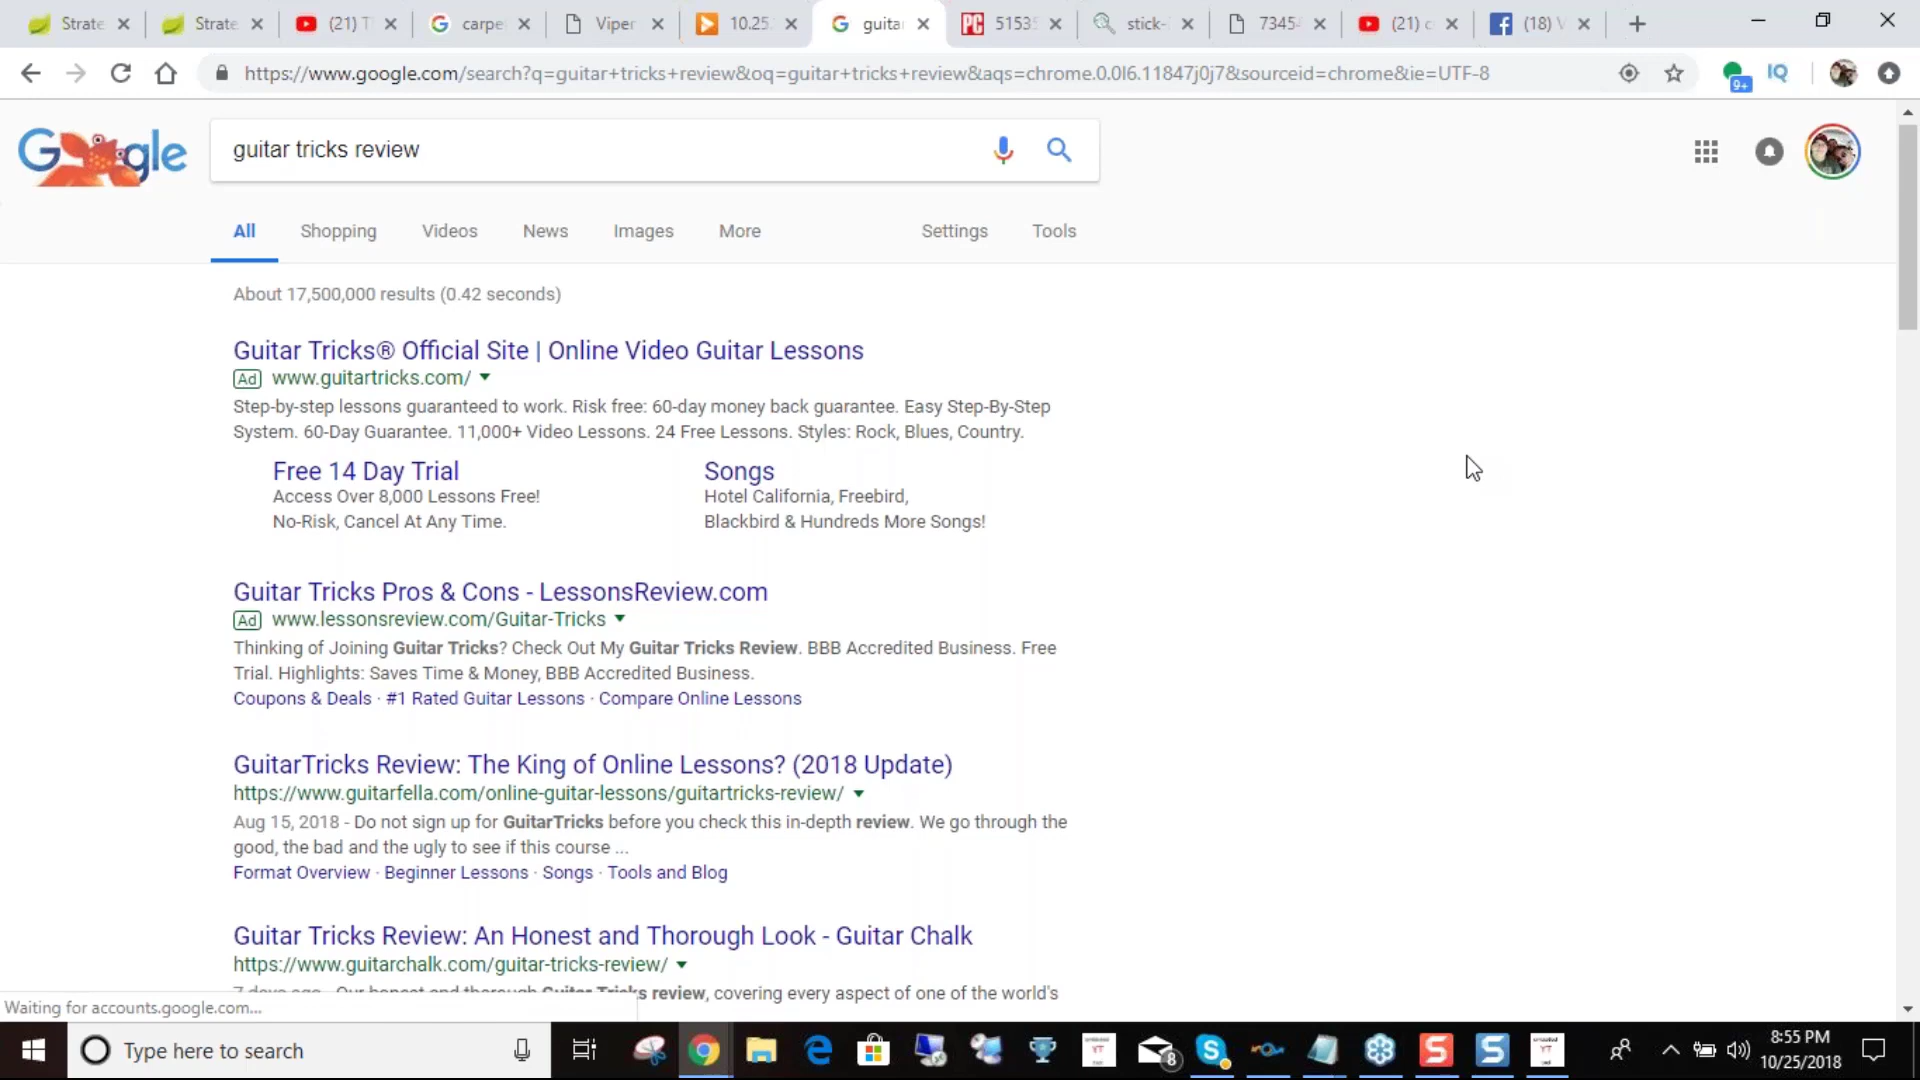 Strate
Strate
(21) T
carpe
Viper
10.25.
guitar
5153
stick-
7345
(21) c
(18) V
https://www.google.com/search?q=guitar+tricks+review&oq=guitar+tricks+review&aqs=chrome.0.0l6.11847j0j7&sourceid=chrome&ie=UTF-8
9+
IQ
Google
guitar tricks review
All Shopping Videos News Images More Settings Tools
About 17,500,000 results (0.42 seconds)
Guitar Tricks® Official Site | Online Video Guitar Lessons
Ad www.guitartricks.com/
Step-by-step lessons guaranteed to work. Risk free: 60-day money back guarantee. Easy Step-By-Step
System. 60-Day Guarantee. 11,000+ Video Lessons. 24 Free Lessons. Styles: Rock, Blues, Country.
Free 14 Day Trial
Access Over 8,000 Lessons Free!
No-Risk, Cancel At Any Time.
Songs
Hotel California, Freebird,
Blackbird & Hundreds More Songs!
Guitar Tricks Pros & Cons - LessonsReview.com
Ad www.lessonsreview.com/Guitar-Tricks
Thinking of Joining Guitar Tricks? Check Out My Guitar Tricks Review. BBB Accredited Business. Free
Trial. Highlights: Saves Time & Money, BBB Accredited Business.
Coupons & Deals · #1 Rated Guitar Lessons · Compare Online Lessons
GuitarTricks Review: The King of Online Lessons? (2018 Update)
https://www.guitarfella.com/online-guitar-lessons/guitartricks-review/
Aug 15, 2018 - Do not sign up for GuitarTricks before you check this in-depth review. We go through the
good, the bad and the ugly to see if this course ...
Format Overview · Beginner Lessons · Songs · Tools and Blog
Guitar Tricks Review: An Honest and Thorough Look - Guitar Chalk
https://www.guitarchalk.com/guitar-tricks-review/
7 days ago - Our honest and thorough Guitar Tricks review, covering every aspect of one of the world's
Waiting for accounts.google.com...
Type here to search
8
8:55 PM
10/25/2018